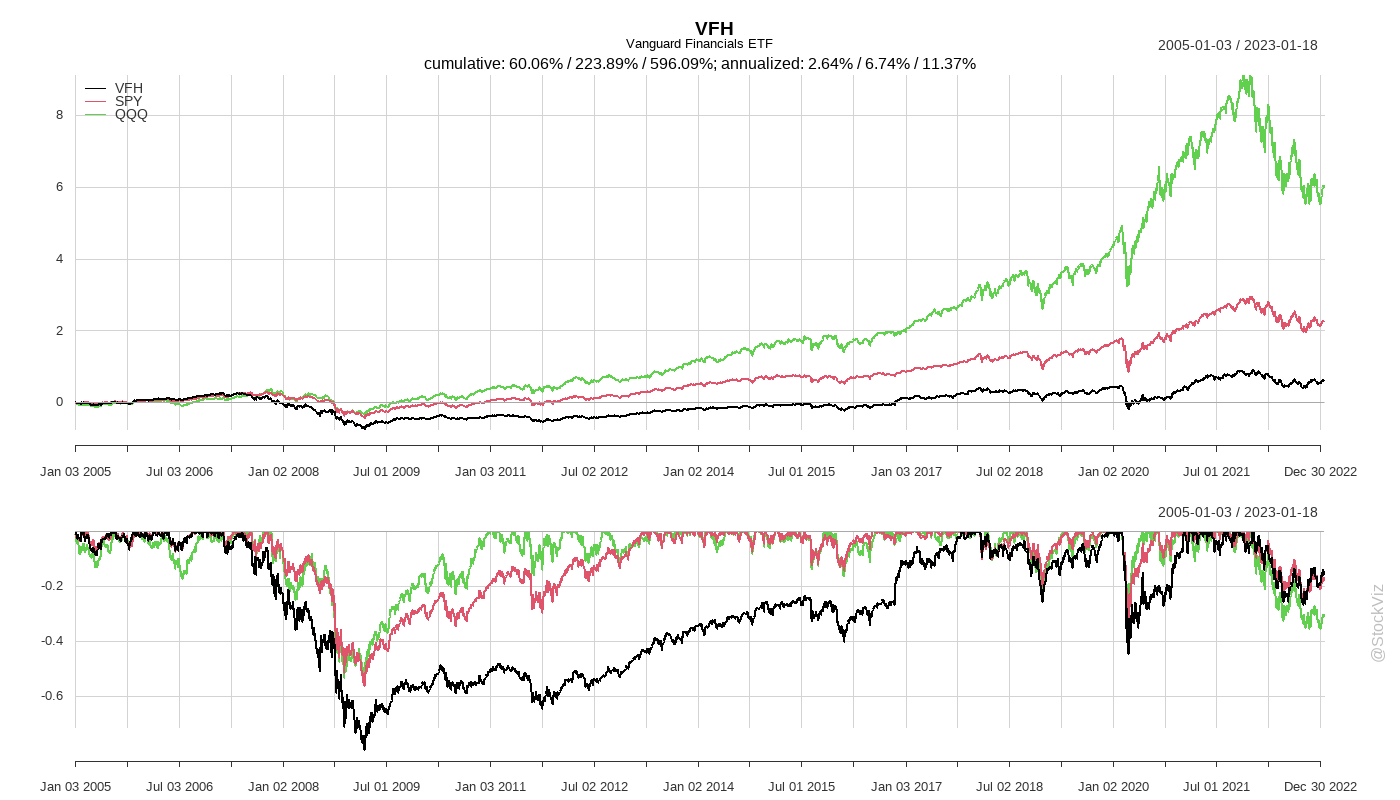 VFH
Vanguard Financials ETF
2005-01-03 / 2023-01-18
cumulative: 60.06% / 223.89% / 596.09%; annualized: 2.64% / 6.74% / 11.37%
VFH
SPY
QQQ
8
6
4
2
0
Jan 03 2005 Jul 03 2006 Jan 02 2008 Jul 01 2009 Jan 03 2011 Jul 02 2012 Jan 02 2014 Jul 01 2015 Jan 03 2017 Jul 02 2018 Jan 02 2020 Jul 01 2021 Dec 30 2022
2005-01-03 / 2023-01-18
-0.2
-0.4
-0.6
@StockViz
Jan 03 2005 Jul 03 2006 Jan 02 2008 Jul 01 2009 Jan 03 2011 Jul 02 2012 Jan 02 2014 Jul 01 2015 Jan 03 2017 Jul 02 2018 Jan 02 2020 Jul 01 2021 Dec 30 2022